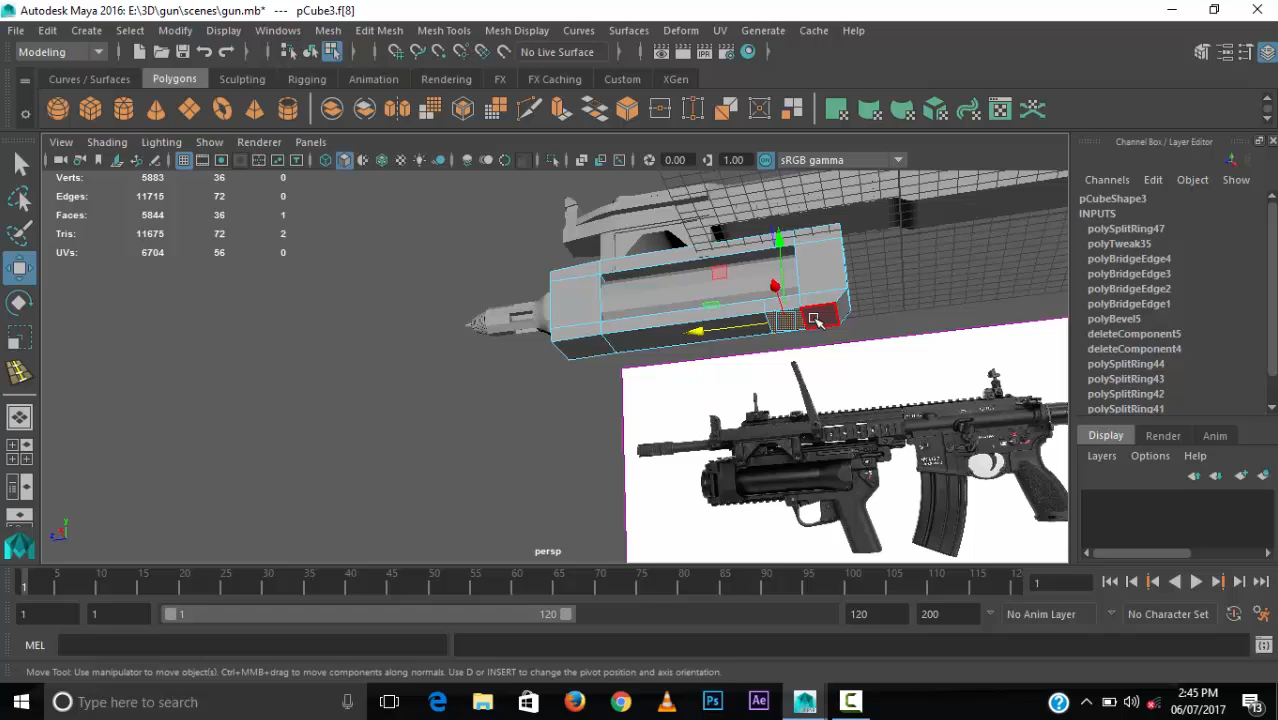 Autodesk Maya 2016: E:\3D\gun\scenes\gun.mb* --- pCube3.f[8]
File Edit Create Select Modify Display Windows Mesh Edit Mesh Mesh Tools Mesh Display Curves Surfaces Deform UV Generate Cache Help
Modeling No Live Surface
Curves / Surfaces Polygons Sculpting Rigging Animation Rendering FX FX Caching Custom XGen
View Shading Lighting Show Renderer Panels Channel Box / Layer Editor
0.00 1.00 sRGB gamma
Channels Edit Object Show
Verts: 5883 36 0
Edges: 11715 72 0
Faces: 5844 36 1
Tris: 11675 72 2
UVs: 6704 56 0
pCubeShape3
INPUTS
polySplitRing47
polyTweak35
polyBridgeEdge4
polyBridgeEdge3
polyBridgeEdge2
polyBridgeEdge1
polyBevel5
deleteComponent5
deleteComponent4
polySplitRing44
polySplitRing43
polySplitRing42
polySplitRing41
Display Render Anim
Layers Options Help
y
z
persp
5 10 15 20 25 30 35 40 45 50 55 60 65 70 75 80 85 90 95 100 105 110 115 12
1 1
1 1 1 120 120 200 No Anim Layer No Character Set
MEL
Move Tool: Use manipulator to move object(s). Ctrl+MMB+drag to move components along normals. Use D or INSERT to change the pivot position and axis orientation.
Type here to search Ps Ae 2:45 PM
06/07/2017 13